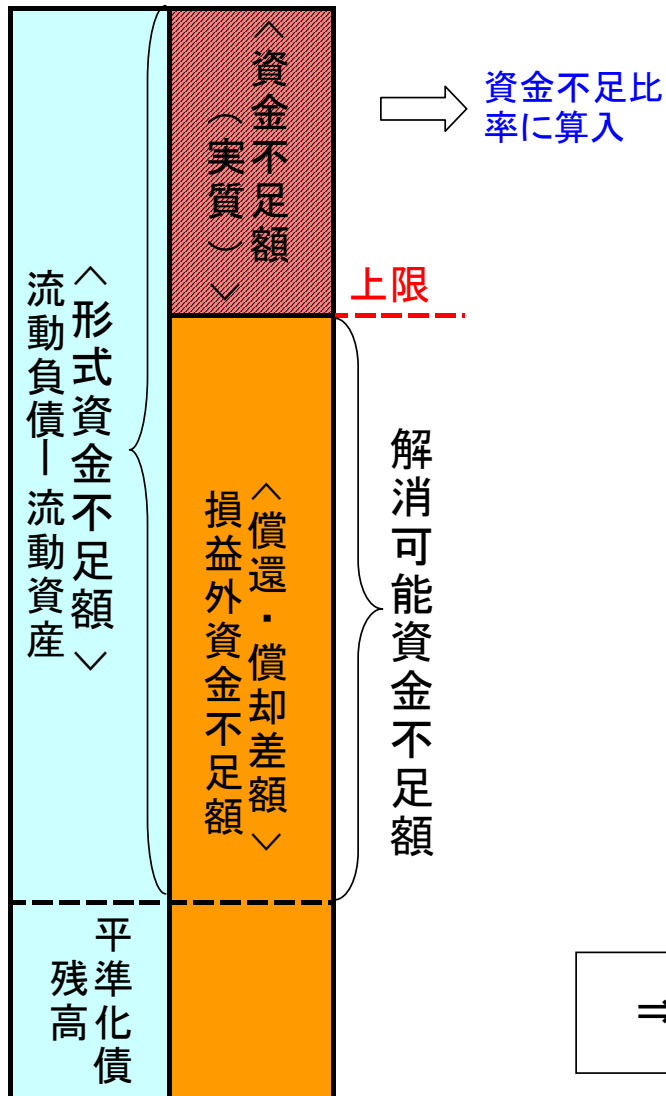 〈形式資金不足額〉
流動負債ー流動資産
平準化債
残高
〈資金不足額
（実質）〉
〈償還・償却差額〉
損益外資金不足額
資金不足比
率に算入
上限
解消可能資金不足額
⇒